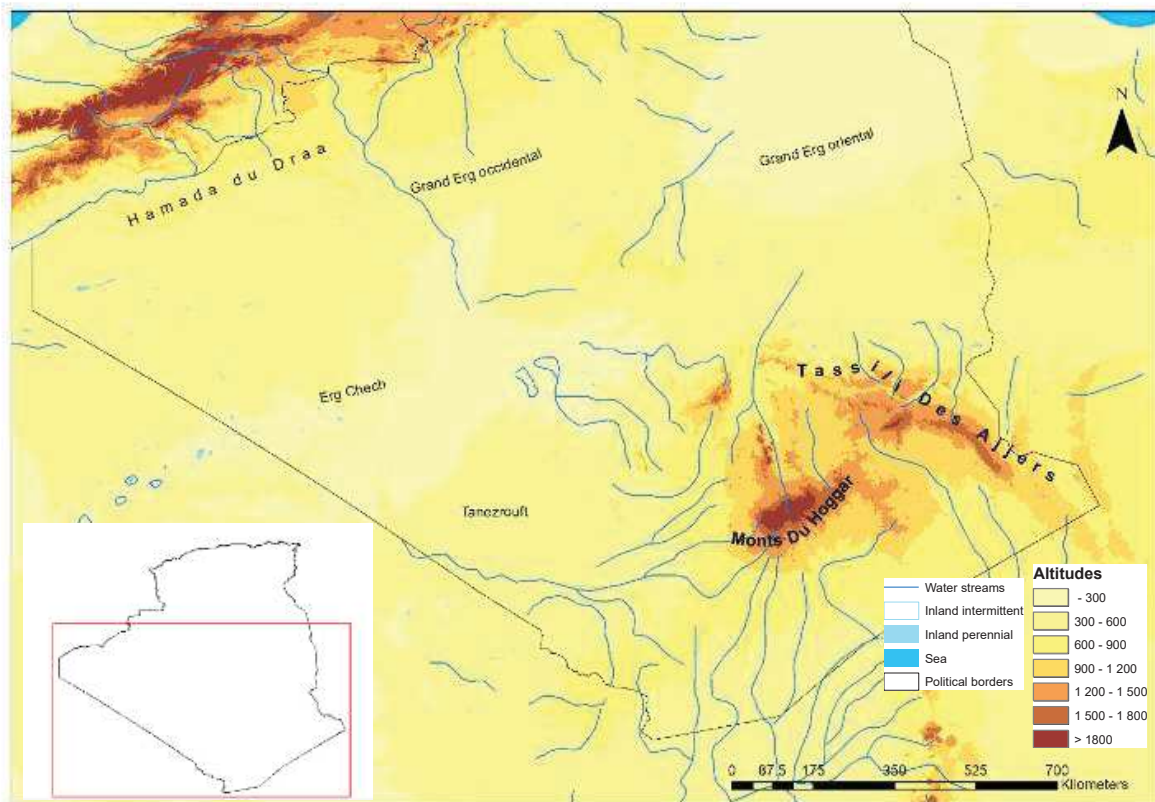 N
Hamada du Draa
Grand Erg occidental
Grand Erg oriental
Erg Chech
Tassili Des Ajjers
Tanezrouft
Monts Du Hoggar
Water streams
Inland intermittent
Inland perennial
Sea
Political borders
Altitudes
- 300
300 - 600
600 - 900
900 - 1 200
1 200 - 1 500
1 500 - 1 800
> 1800
0 87,5 175 350 525 700
Kilometers